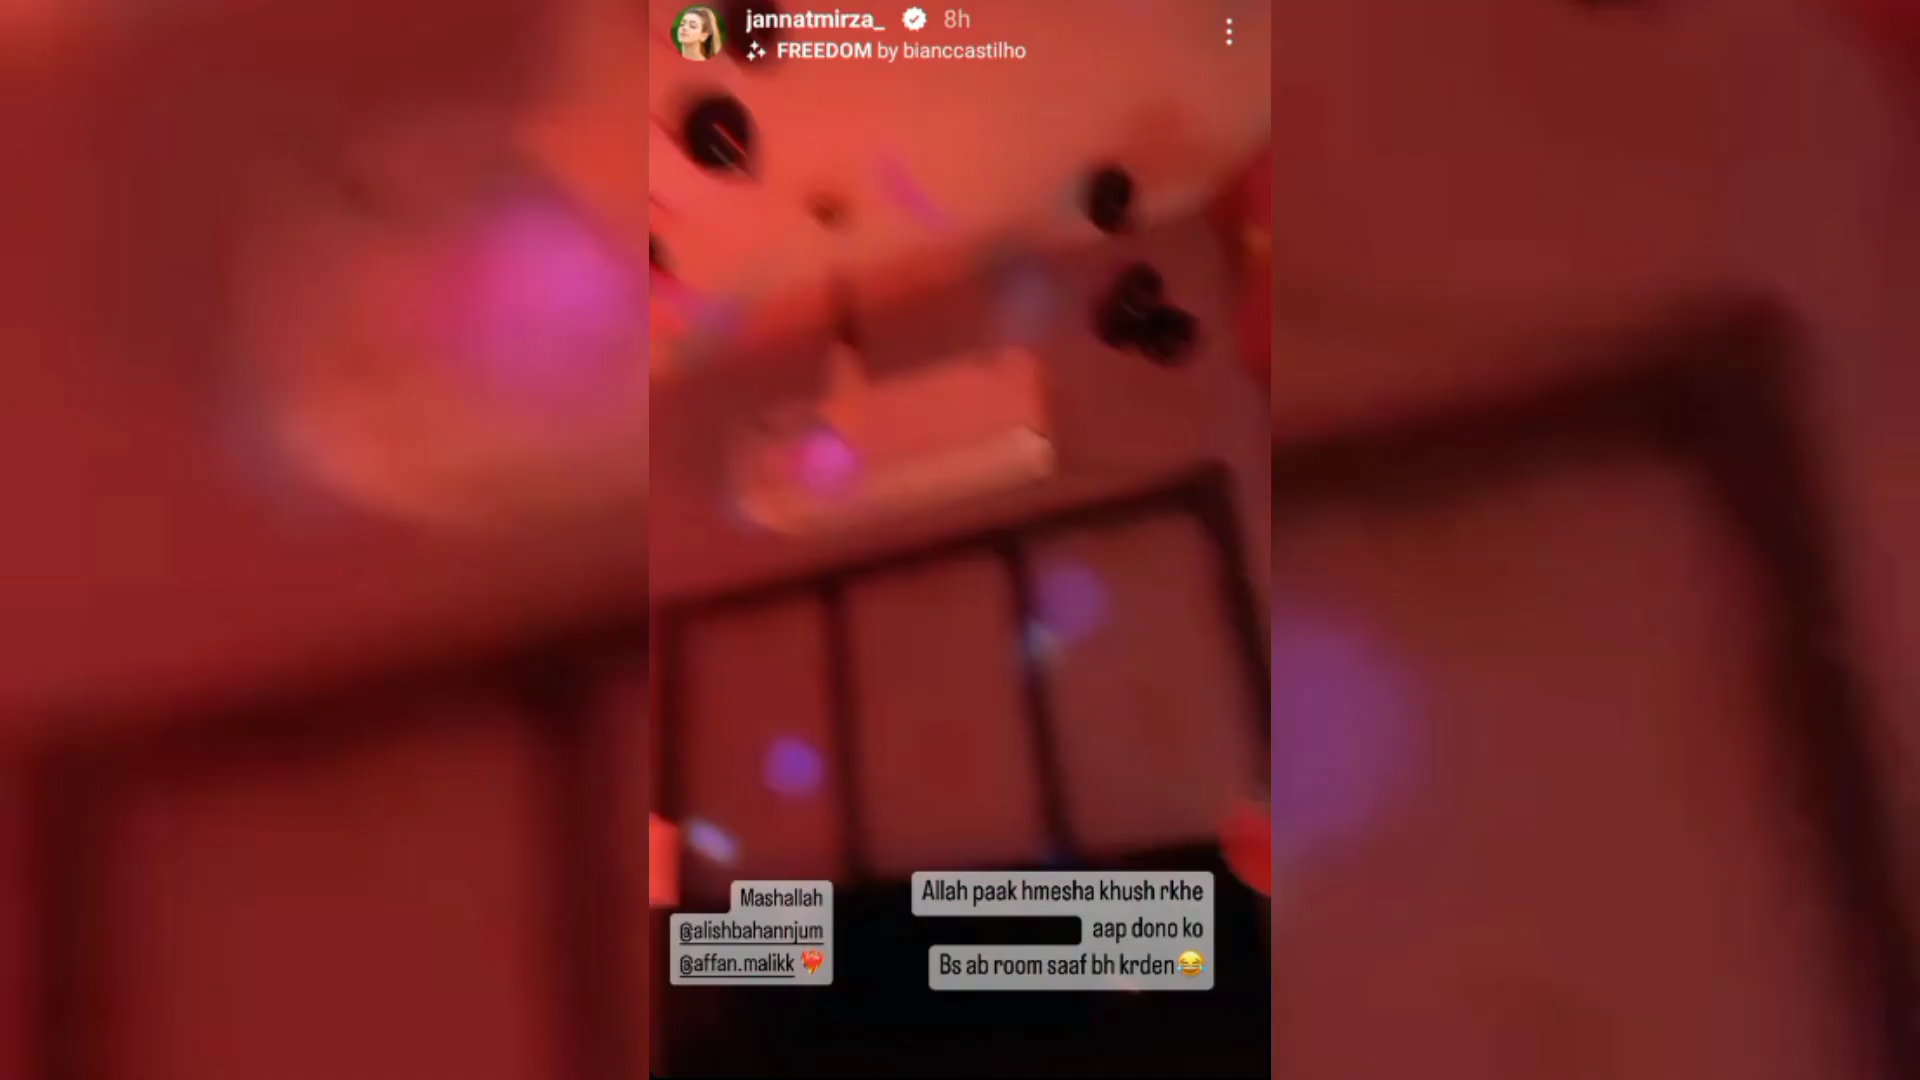 jannatmirza_ 8h
FREEDOM by bianccastilho
Mashallah
@alishbahannjum
@affan.malikk ❤️‍🔥
Allah paak hmesha khush rkhe
aap dono ko
Bs ab room saaf bh krden😂